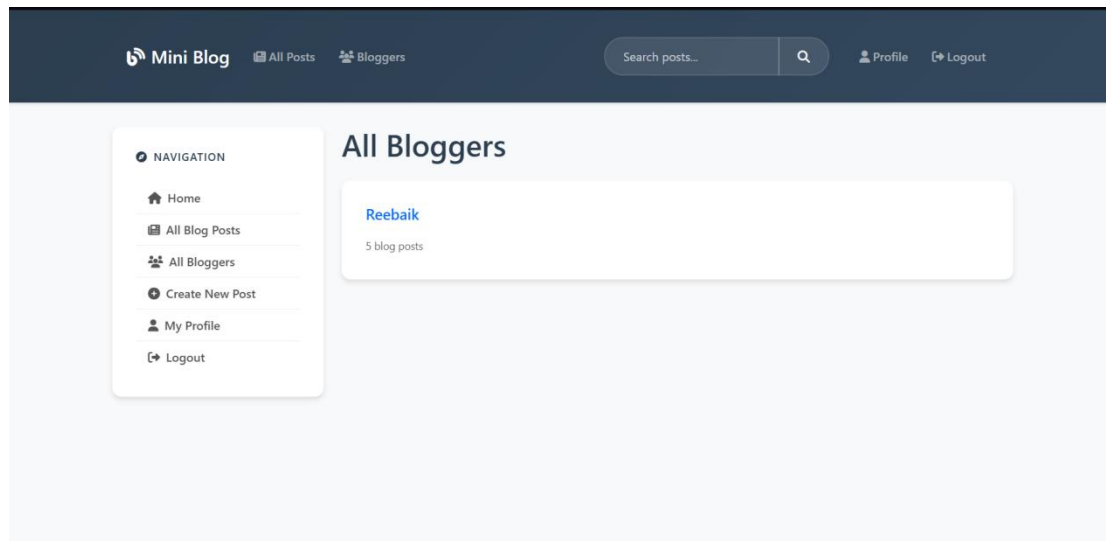 Mini Blog All Posts Bloggers Search posts... Profile Logout
NAVIGATION
Home
All Blog Posts
All Bloggers
Create New Post
My Profile
Logout
All Bloggers
Reebaik
5 blog posts